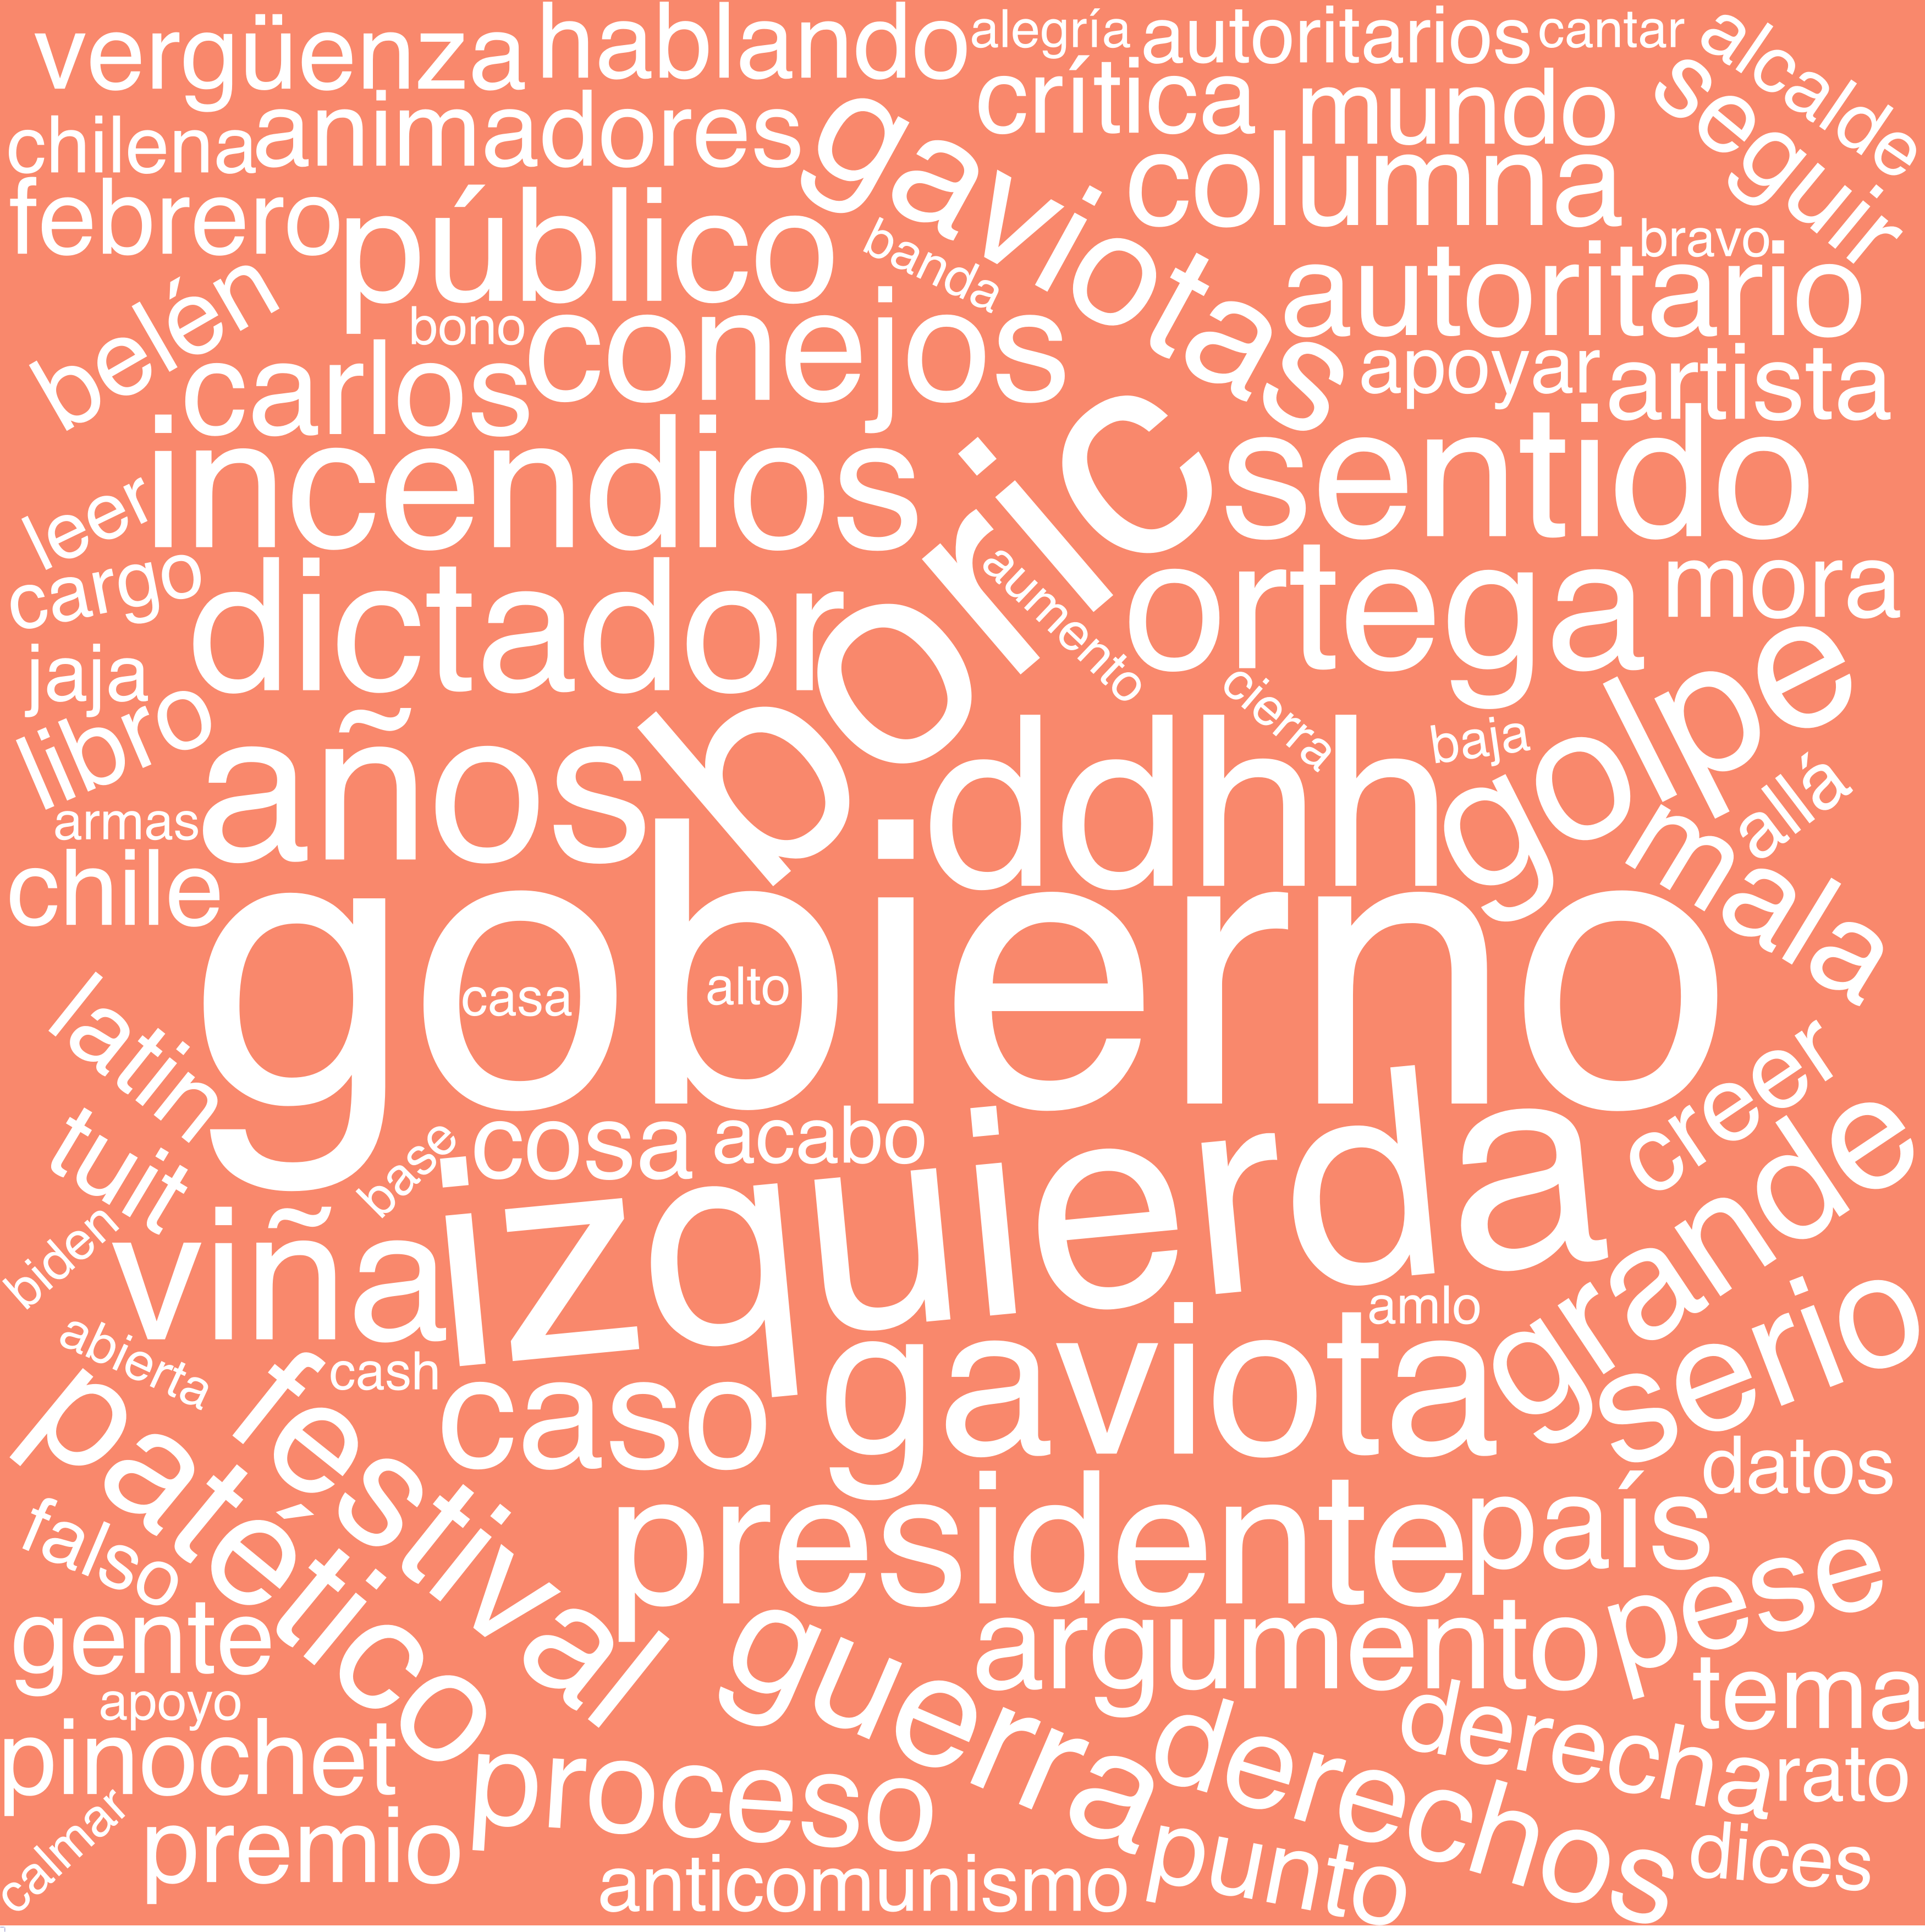 vergüenza
hablando
alegría
autoritarios
cantar
alcalde
seguir
chilena
animadores
crítica
mundo
febrero
público
gaviotas
columna
banda
bravo
belén
bono
conejos
autoritario
carlos
apoyar
artista
incendios
boric
sentido
leer
cargo
dictador
aumento
ortega
mora
jaja
libro
cierra
baja
golpe
años
ddhh
armas
allá
mala
chile
gobierno
casa
alto
latin
tuit
base
cosa
acabo
creer
biden
viña
izquierda
grande
amlo
abierta
cash
caso
gaviota
serio
patético
festival
datos
falso
presidente
país
pese
gente
guerra
argumento
tema
apoyo
derecha
pinochet
proceso
derechos
rato
calmar
premio
anticomunismo
punto
dices